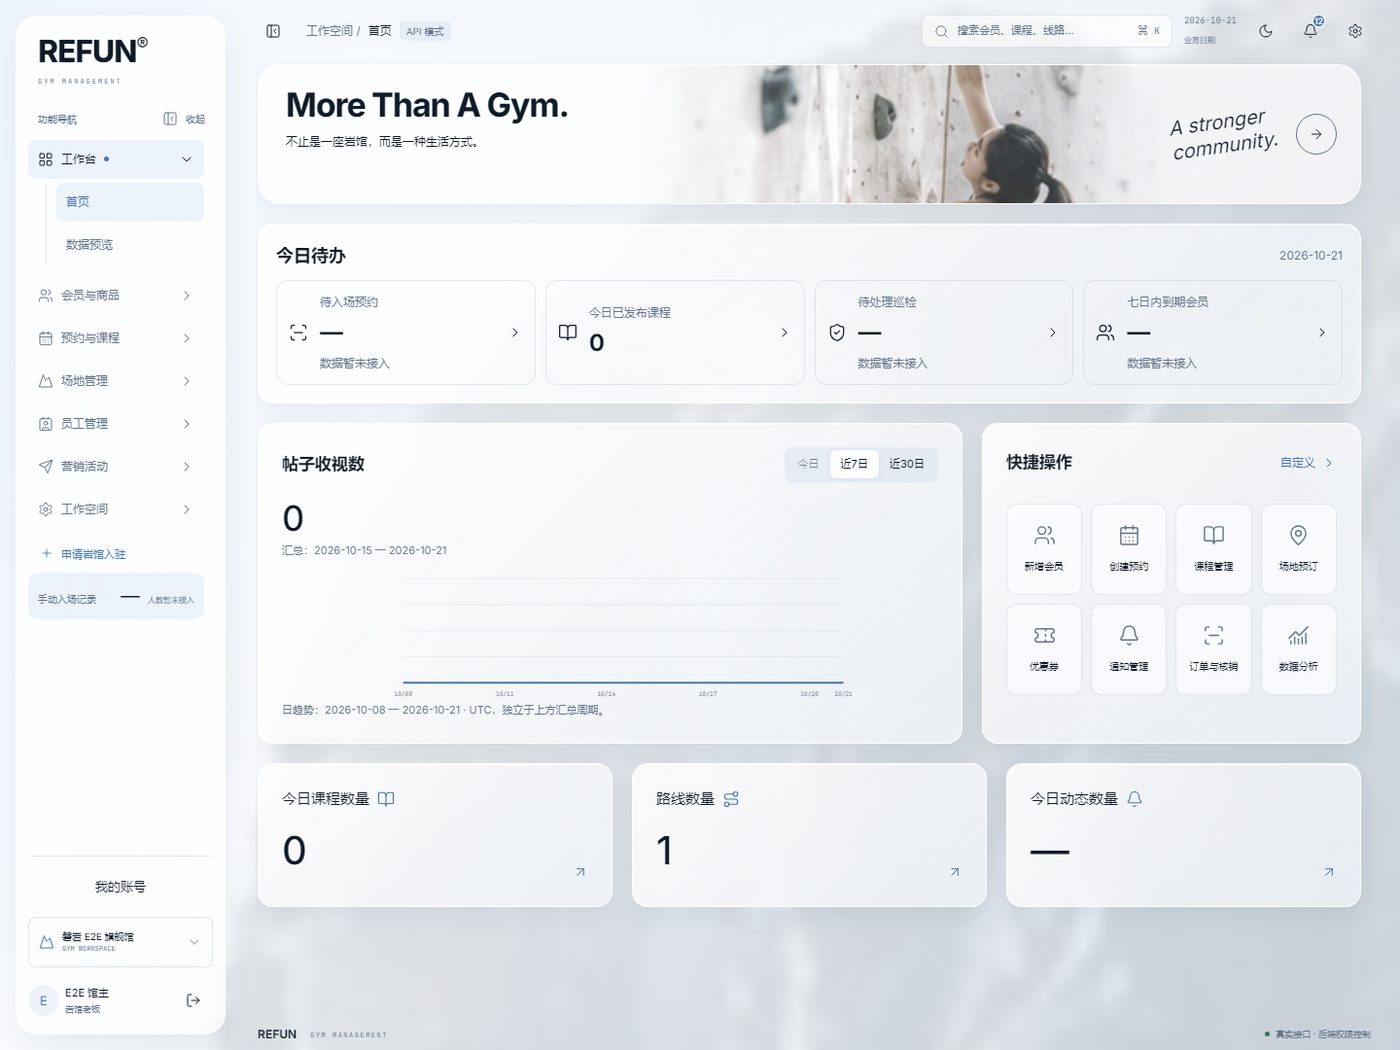 REFUN®
GYM MANAGEMENT
功能导航
收起
工作台
首页
数据预览
会员与商品
预约与课程
场地管理
员工管理
营销活动
工作空间
申请岩馆入驻
手动入场记录 — 人数暂未接入
我的账号
磐岩 E2E 旗舰馆
GYM WORKSPACE
E
E2E 馆主
岩馆老板
工作空间 / 首页 API 模式
搜索会员、课程、线路... ⌘ K
2026-10-21
业务日期
12
More Than A Gym.
不止是一座岩馆，而是一种生活方式。
A stronger
community.
今日待办
2026-10-21
待入场预约
—
数据暂未接入
今日已发布课程
0
待处理巡检
—
数据暂未接入
七日内到期会员
—
数据暂未接入
帖子收视数
今日 近7日 近30日
0
汇总：2026-10-15 — 2026-10-21
10/08 10/11 10/14 10/17 10/20 10/21
日趋势：2026-10-08 — 2026-10-21 · UTC，独立于上方汇总周期。
快捷操作
自定义
新增会员 创建预约 课程管理 场地预订
优惠券 通知管理 订单与核销 数据分析
今日课程数量
0
路线数量
1
今日动态数量
—
REFUN GYM MANAGEMENT
真实接口 · 后端权限控制